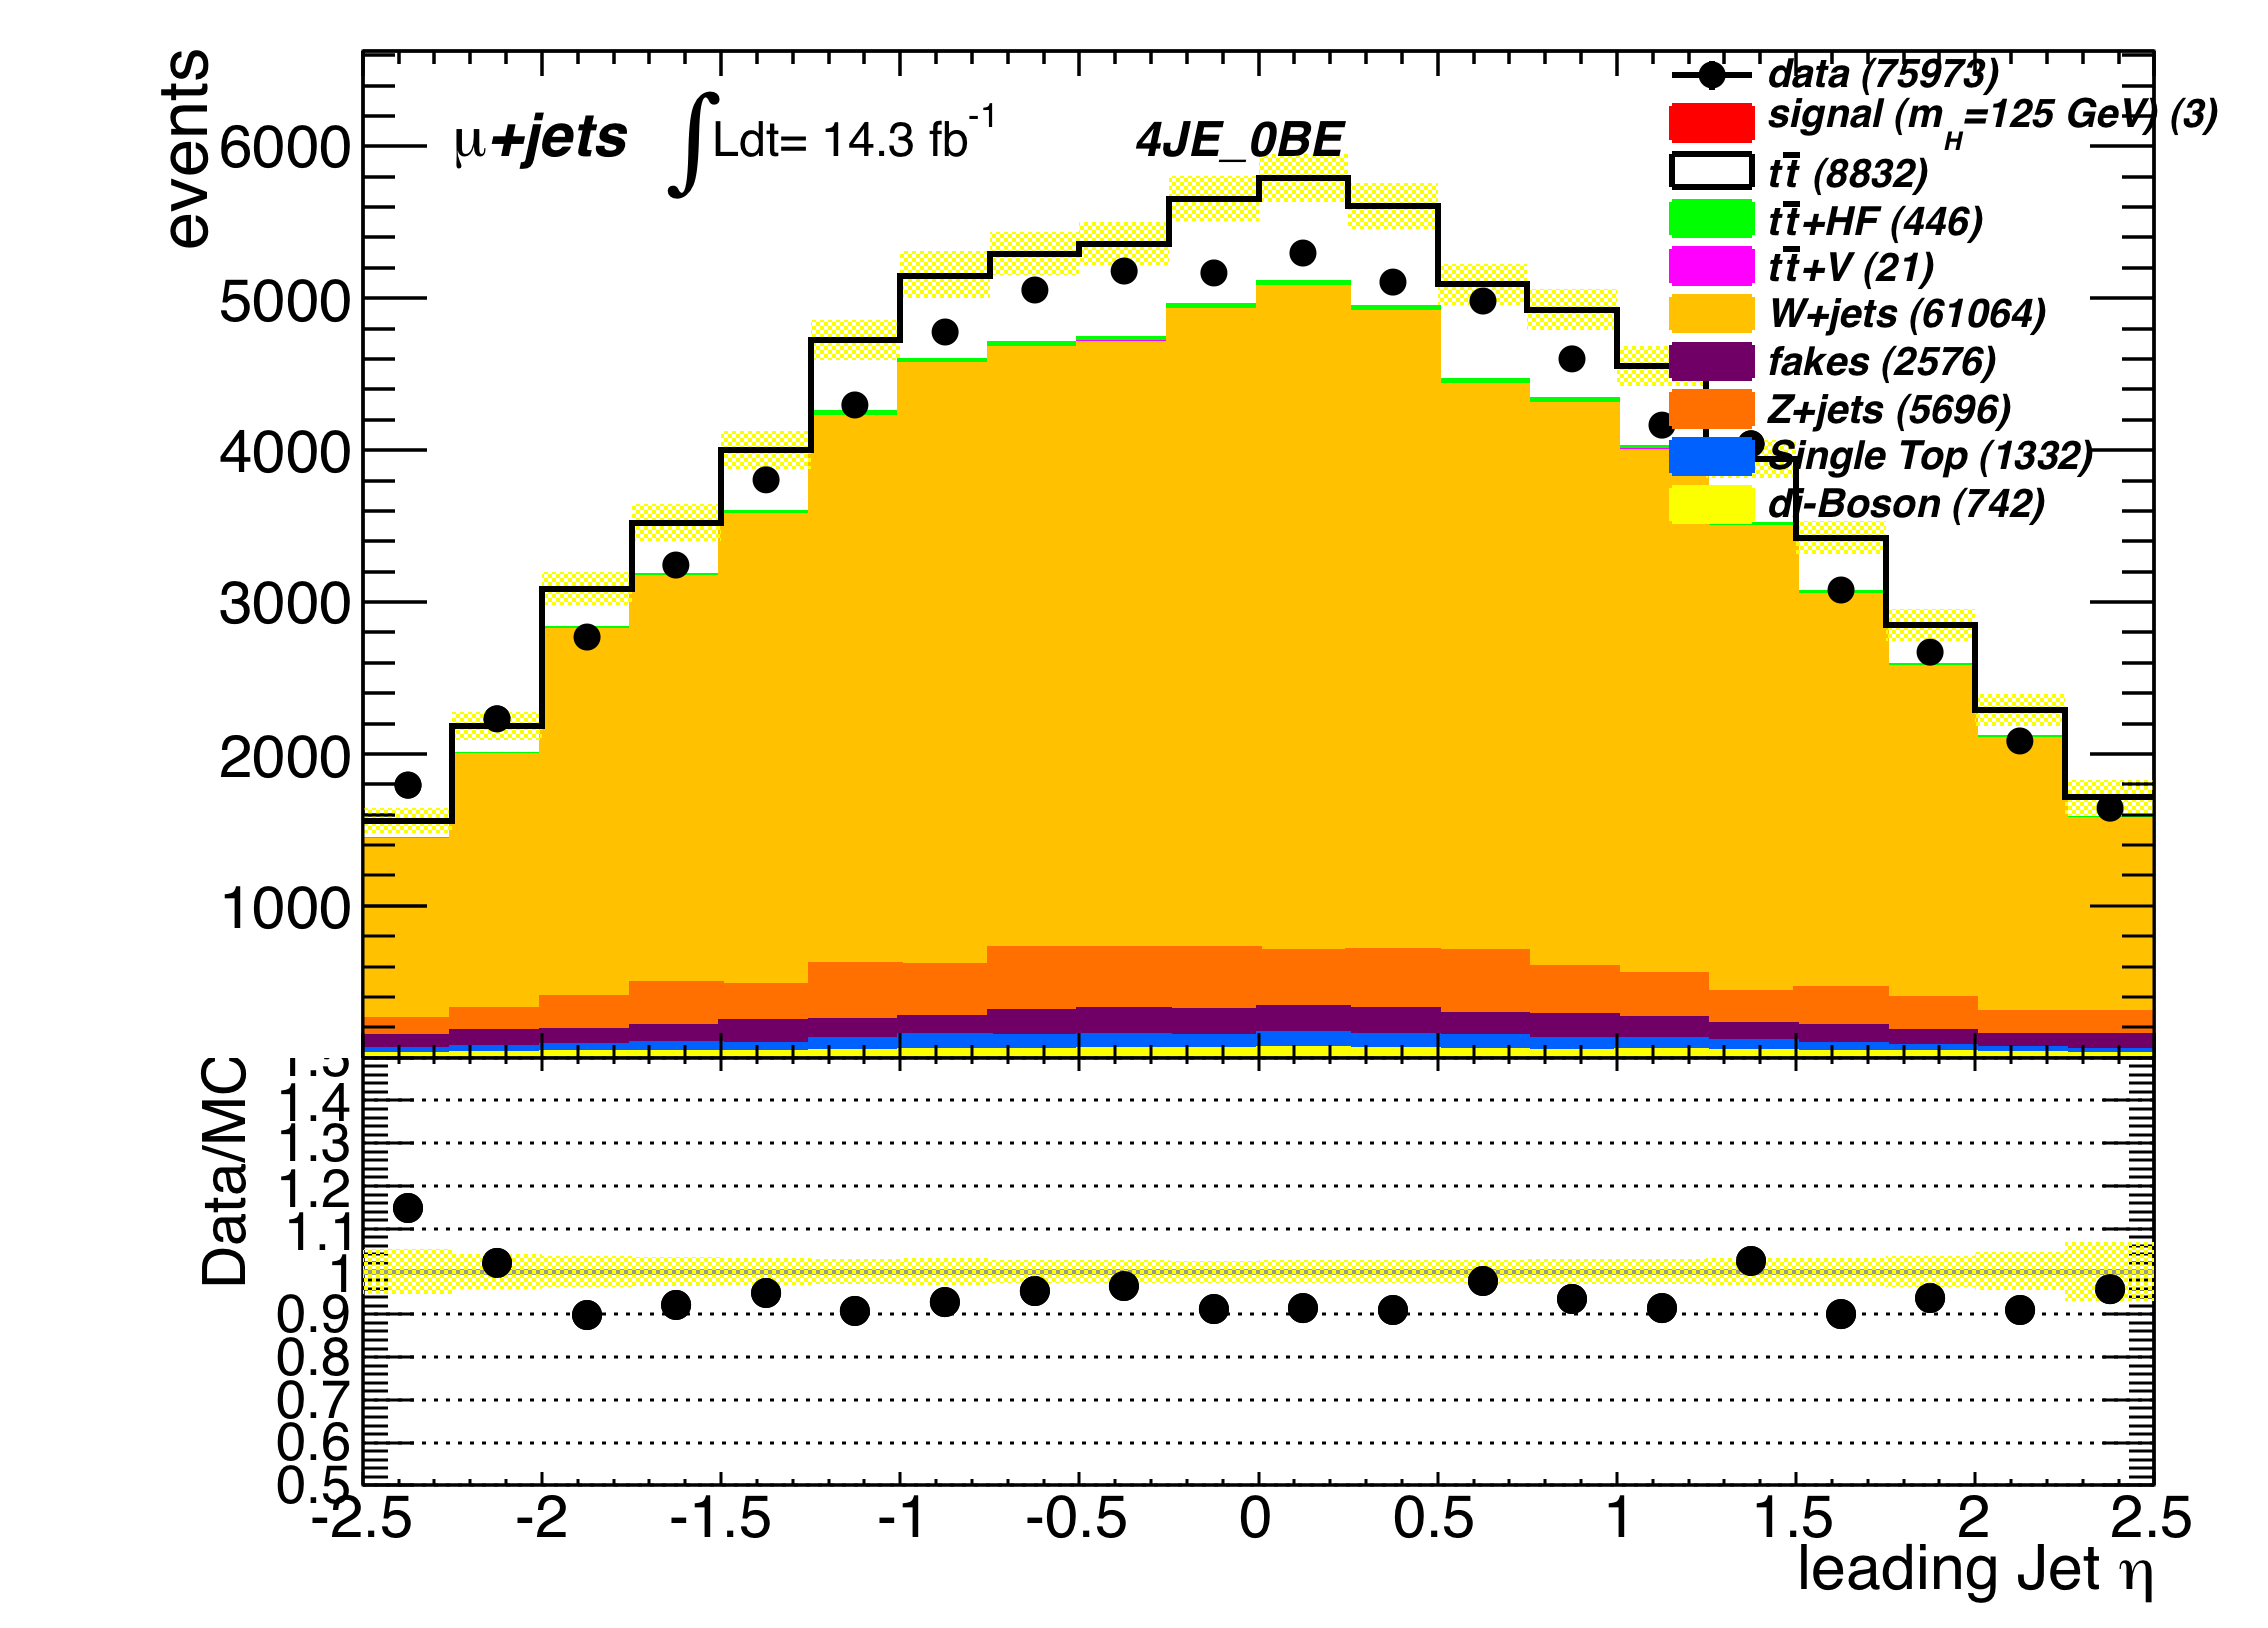 events
μ+jets ∫Ldt= 14.3 fb-1 4JE_0BE
data (75973)
signal (mH=125 GeV) (3)
tt̄ (8832)
tt̄+HF (446)
tt̄+V (21)
W+jets (61064)
fakes (2576)
Z+jets (5696)
Single Top (1332)
di-Boson (742)
6000
5000
4000
3000
2000
1000
Data/MC
1.5
1.4
1.3
1.2
1.1
1
0.9
0.8
0.7
0.6
0.5
-2.5 -2 -1.5 -1 -0.5 0 0.5 1 1.5 2 2.5
leading Jet η